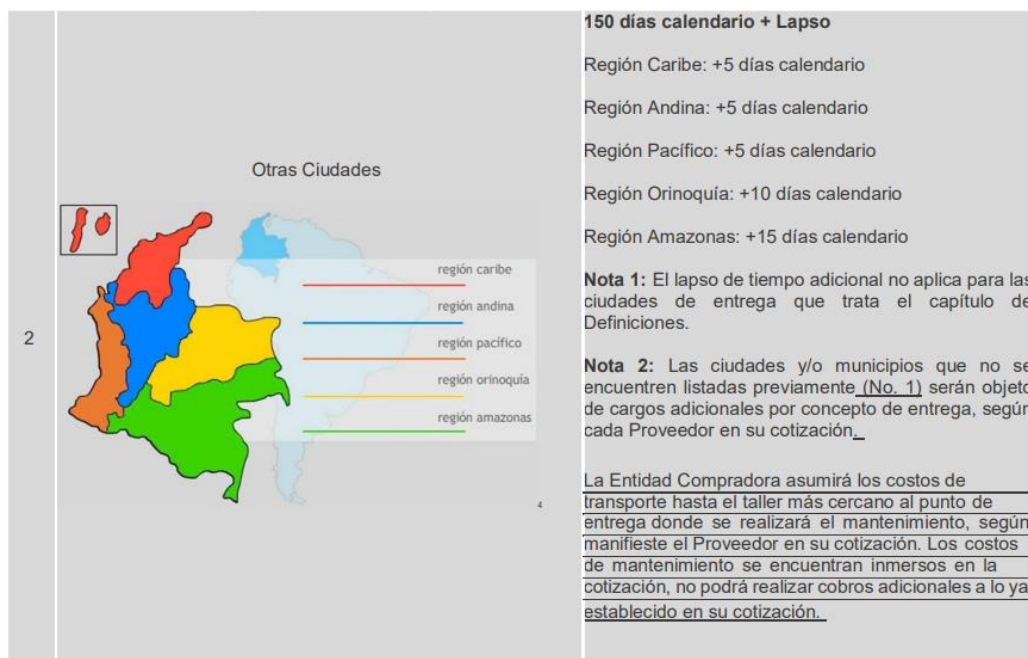 2
Otras Ciudades
región caribe
región andina
región pacífico
región orinoquía
región amazonas
4
150 días calendario + Lapso
Región Caribe: +5 días calendario
Región Andina: +5 días calendario
Región Pacífico: +5 días calendario
Región Orinoquía: +10 días calendario
Región Amazonas: +15 días calendario
Nota 1: El lapso de tiempo adicional no aplica para las
ciudades de entrega que trata el capítulo de
Definiciones.
Nota 2: Las ciudades y/o municipios que no se
encuentren listadas previamente (No. 1) serán objeto
de cargos adicionales por concepto de entrega, según
cada Proveedor en su cotización.
La Entidad Compradora asumirá los costos de
transporte hasta el taller más cercano al punto de
entrega donde se realizará el mantenimiento, según
manifieste el Proveedor en su cotización. Los costos
de mantenimiento se encuentran inmersos en la
cotización, no podrá realizar cobros adicionales a lo ya
establecido en su cotización.